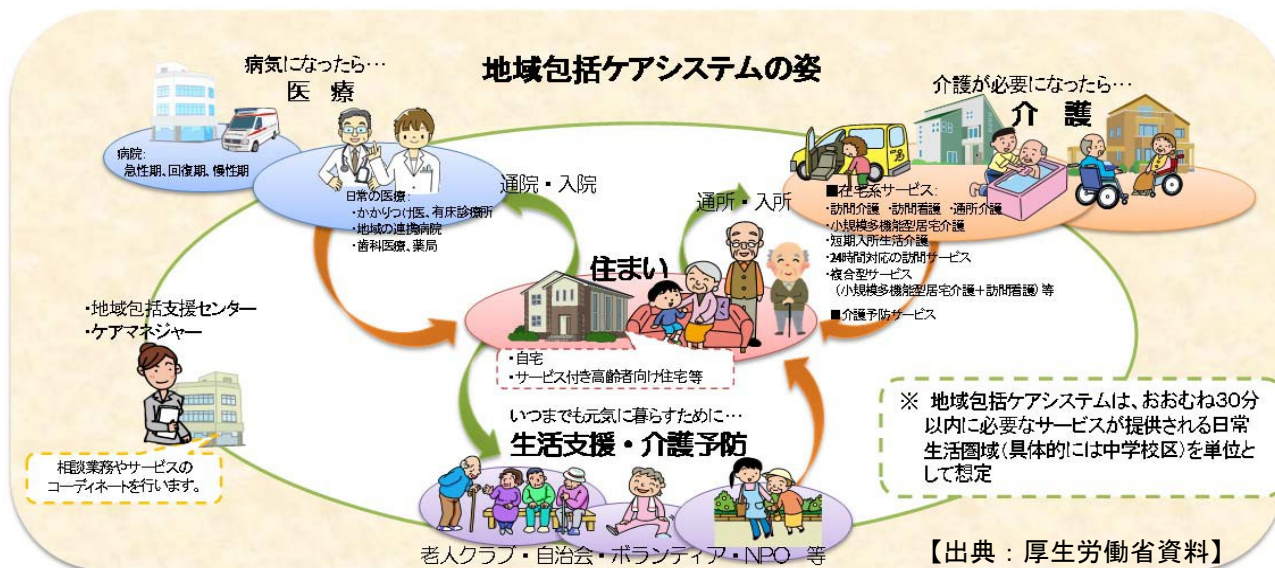 地域包括ケアシステムの姿
病気になったら…
医 療
病院:
急性期、回復期、慢性期
日常の医療:
・かかりつけ医、有床診療所
・地域の連携病院
・歯科医療、薬局
通院・入院
通所・入所
介護が必要になったら…
介 護
■在宅系サービス:
・訪問介護 ・訪問看護 ・通所介護
・小規模多機能型居宅介護
・短期入所生活介護
・24時間対応の訪問サービス
・複合型サービス
(小規模多機能型居宅介護+訪問看護)等
■介護予防サービス
住まい
・自宅
・サービス付き高齢者向け住宅等
・地域包括支援センター
・ケアマネジャー
相談業務やサービスの
コーディネートを行います。
いつまでも元気に暮らすために…
生活支援・介護予防
老人クラブ・自治会・ボランティア・NPO 等
※ 地域包括ケアシステムは、おおむね30分
以内に必要なサービスが提供される日常
生活圏域(具体的には中学校区)を単位と
して想定
【出典:厚生労働省資料】